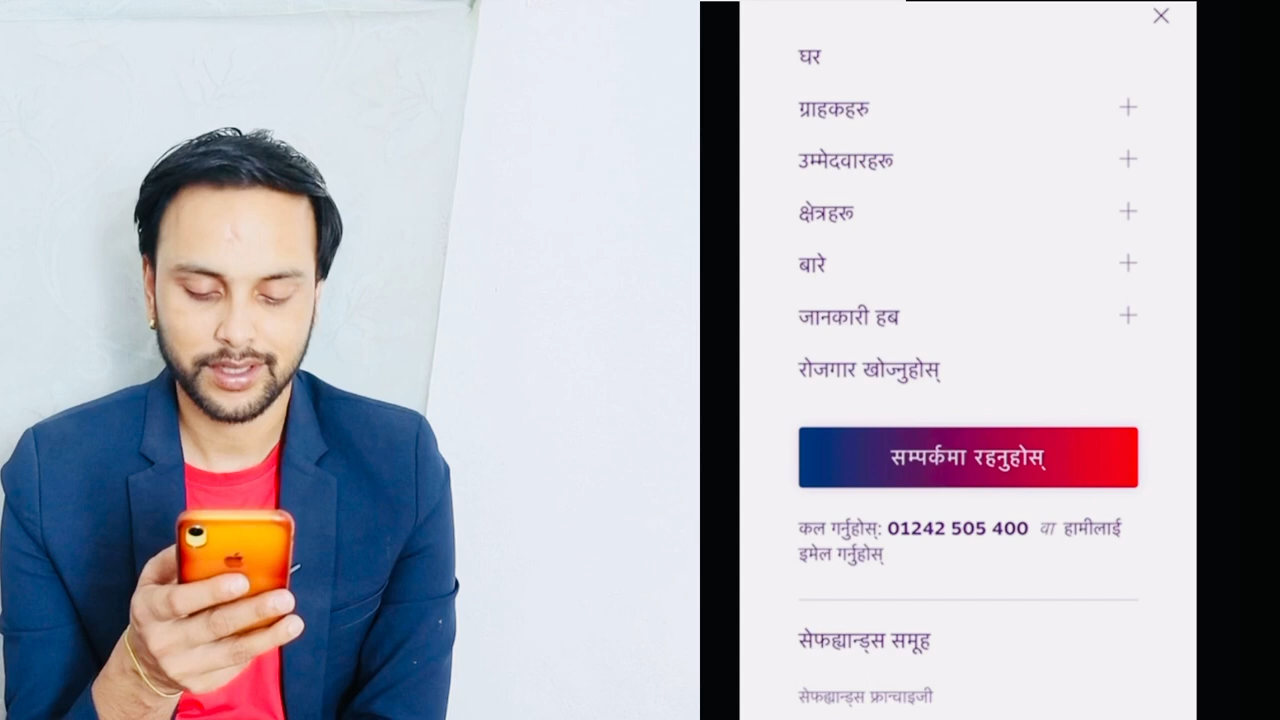 घर
ग्राहकहरु
उम्मेदवारहरू
क्षेत्रहरू
बारे
जानकारी हब
रोजगार खोज्नुहोस्
सम्पर्कमा रहनुहोस्
कल गर्नुहोस्: 01242 505 400 वा हामीलाई
इमेल गर्नुहोस्
सेफह्यान्ड्स समूह
सेफह्यान्ड्स फ्रान्चाइजी